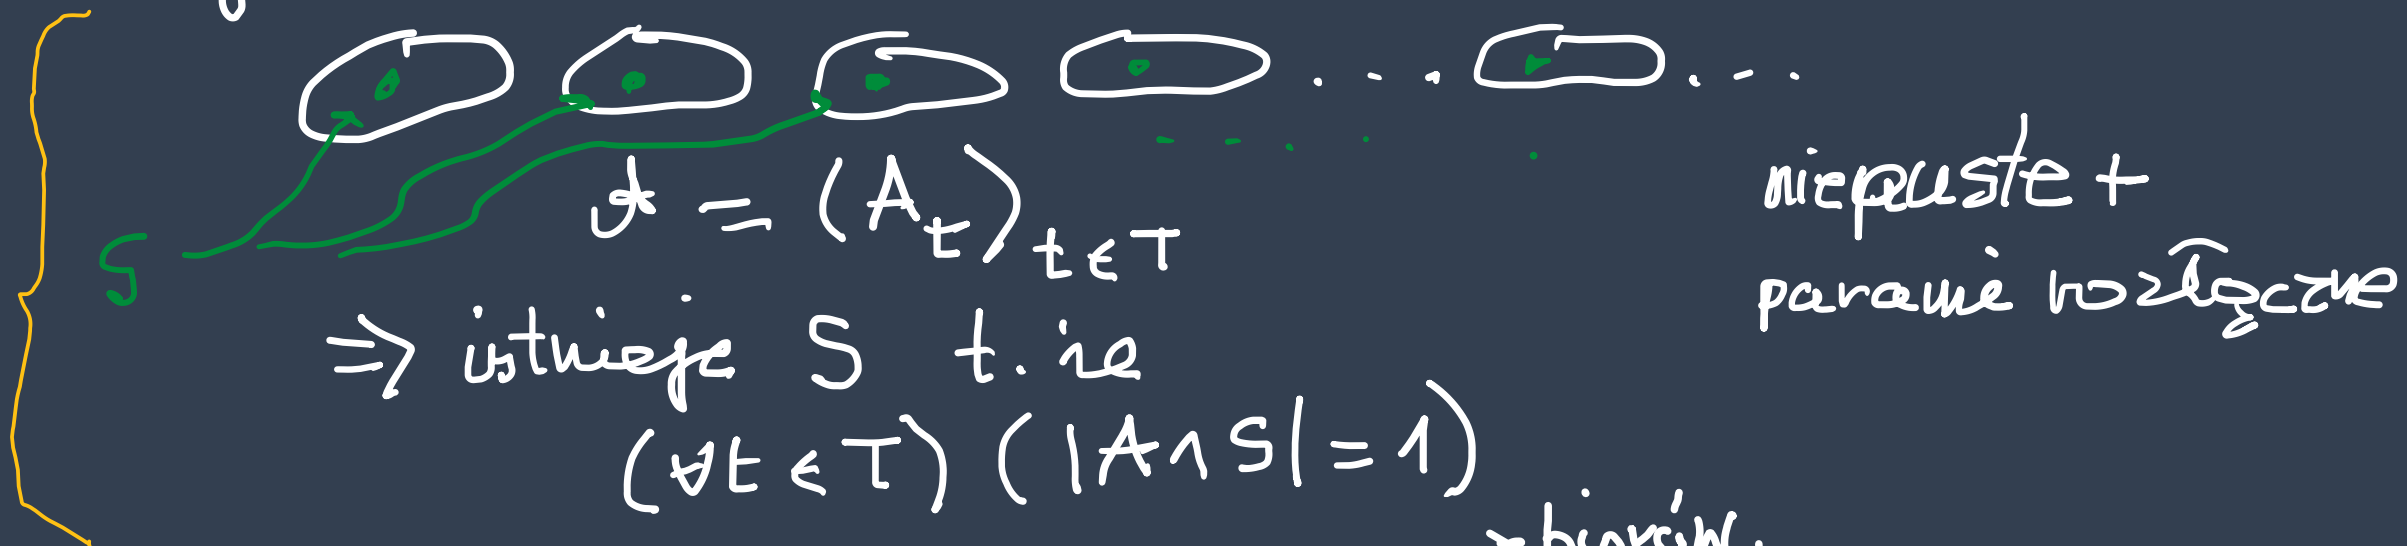 𝒜 = (A_t)_{t ∈ T}
niepuste +
parami rozłączne
S
⇒ istnieje S t. że
(∀t ∈ T) (|A ∩ S| = 1)